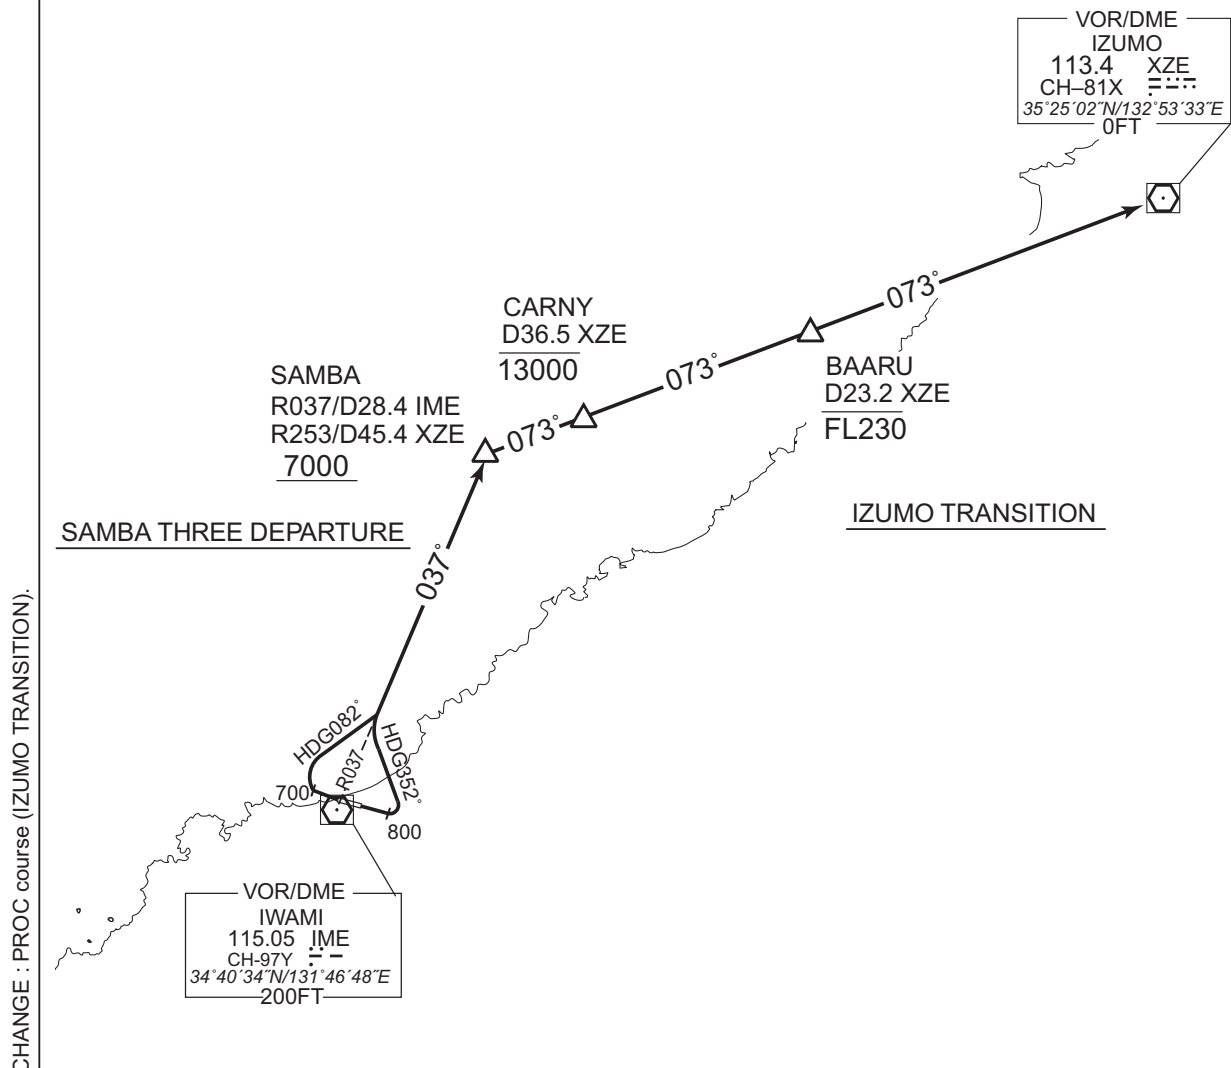 VOR/DME
IZUMO
113.4 XZE
CH–81X
35°25´02˝N/132°53´33˝E
0FT
073°
CARNY
D36.5 XZE
13000
073°
BAARU
D23.2 XZE
FL230
SAMBA
R037/D28.4 IME
R253/D45.4 XZE
7000
073°
SAMBA THREE DEPARTURE
IZUMO TRANSITION
037°
HDG082°
R037
HDG352°
700
800
VOR/DME
IWAMI
115.05 IME
CH-97Y
34°40´34˝N/131°46´48˝E
200FT
CHANGE : PROC course (IZUMO TRANSITION).